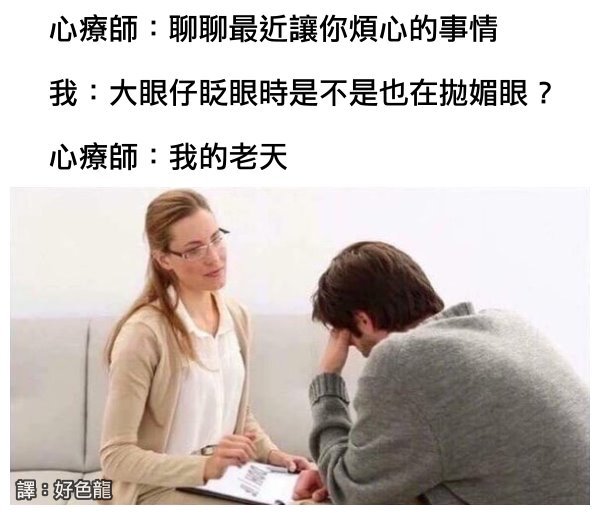 心療師：聊聊最近讓你煩心的事情
我：大眼仔眨眼時是不是也在拋媚眼？
心療師：我的老天
譯：好色龍